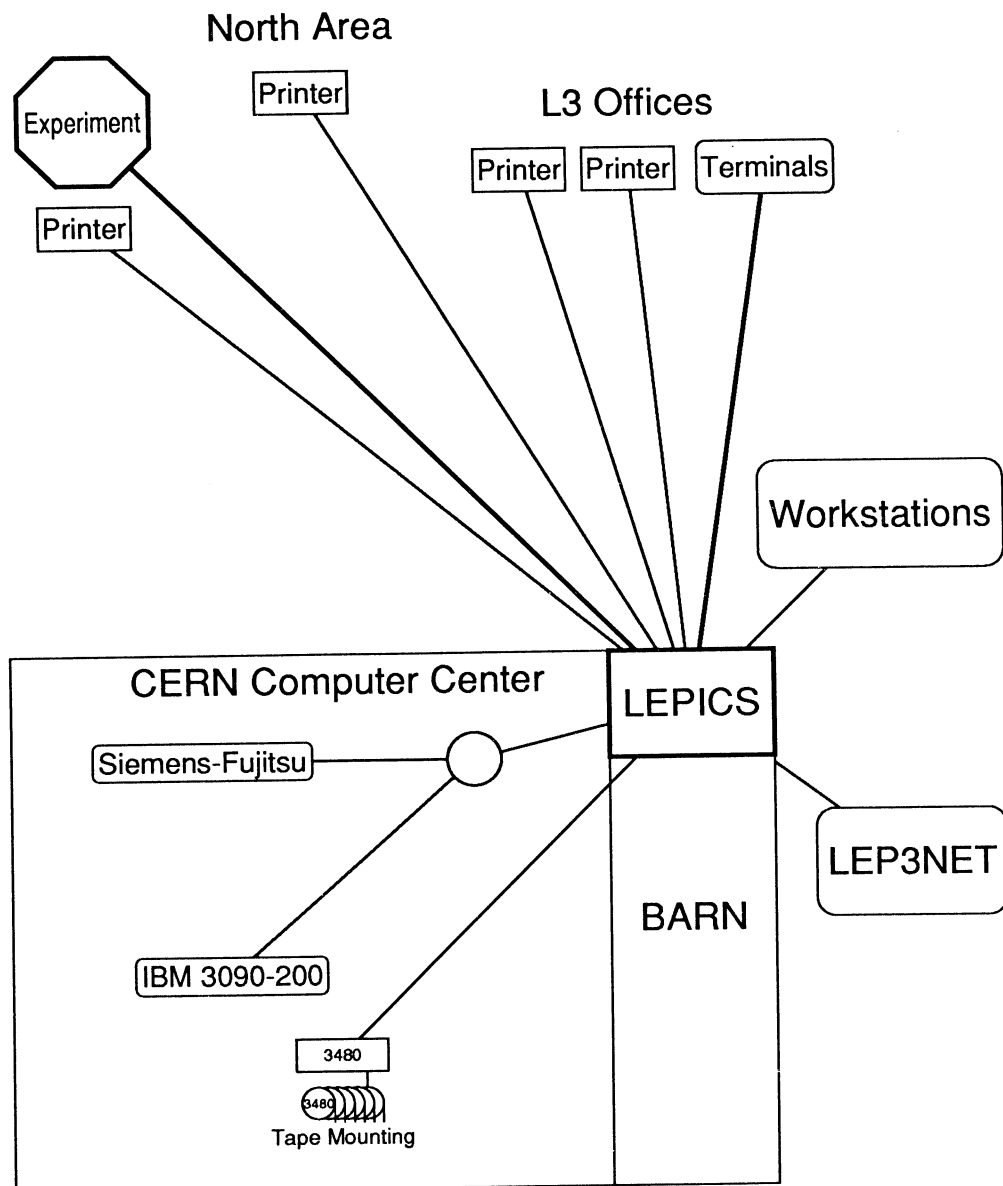 North Area
Experiment
Printer
L3 Offices
Printer
Printer
Terminals
Printer
Workstations
CERN Computer Center
LEPICS
Siemens-Fujitsu
LEP3NET
BARN
IBM 3090-200
3480
3480
Tape Mounting